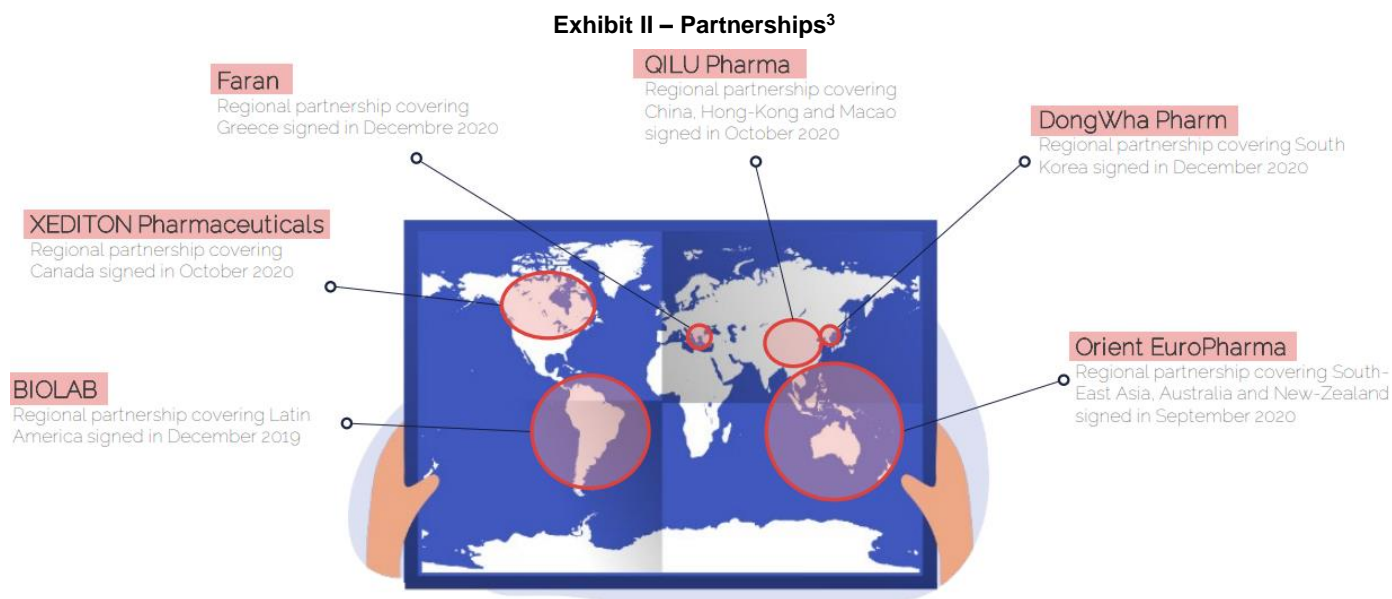 Exhibit II – Partnerships3
Faran
Regional partnership covering
Greece signed in Decembre 2020
QILU Pharma
Regional partnership covering
China, Hong-Kong and Macao
signed in October 2020
DongWha Pharm
Regional partnership covering South
Korea signed in December 2020
XEDITON Pharmaceuticals
Regional partnership covering
Canada signed in October 2020
BIOLAB
Regional partnership covering Latin
America signed in December 2019
Orient EuroPharma
Regional partnership covering South-
East Asia, Australia and New-Zealand
signed in September 2020